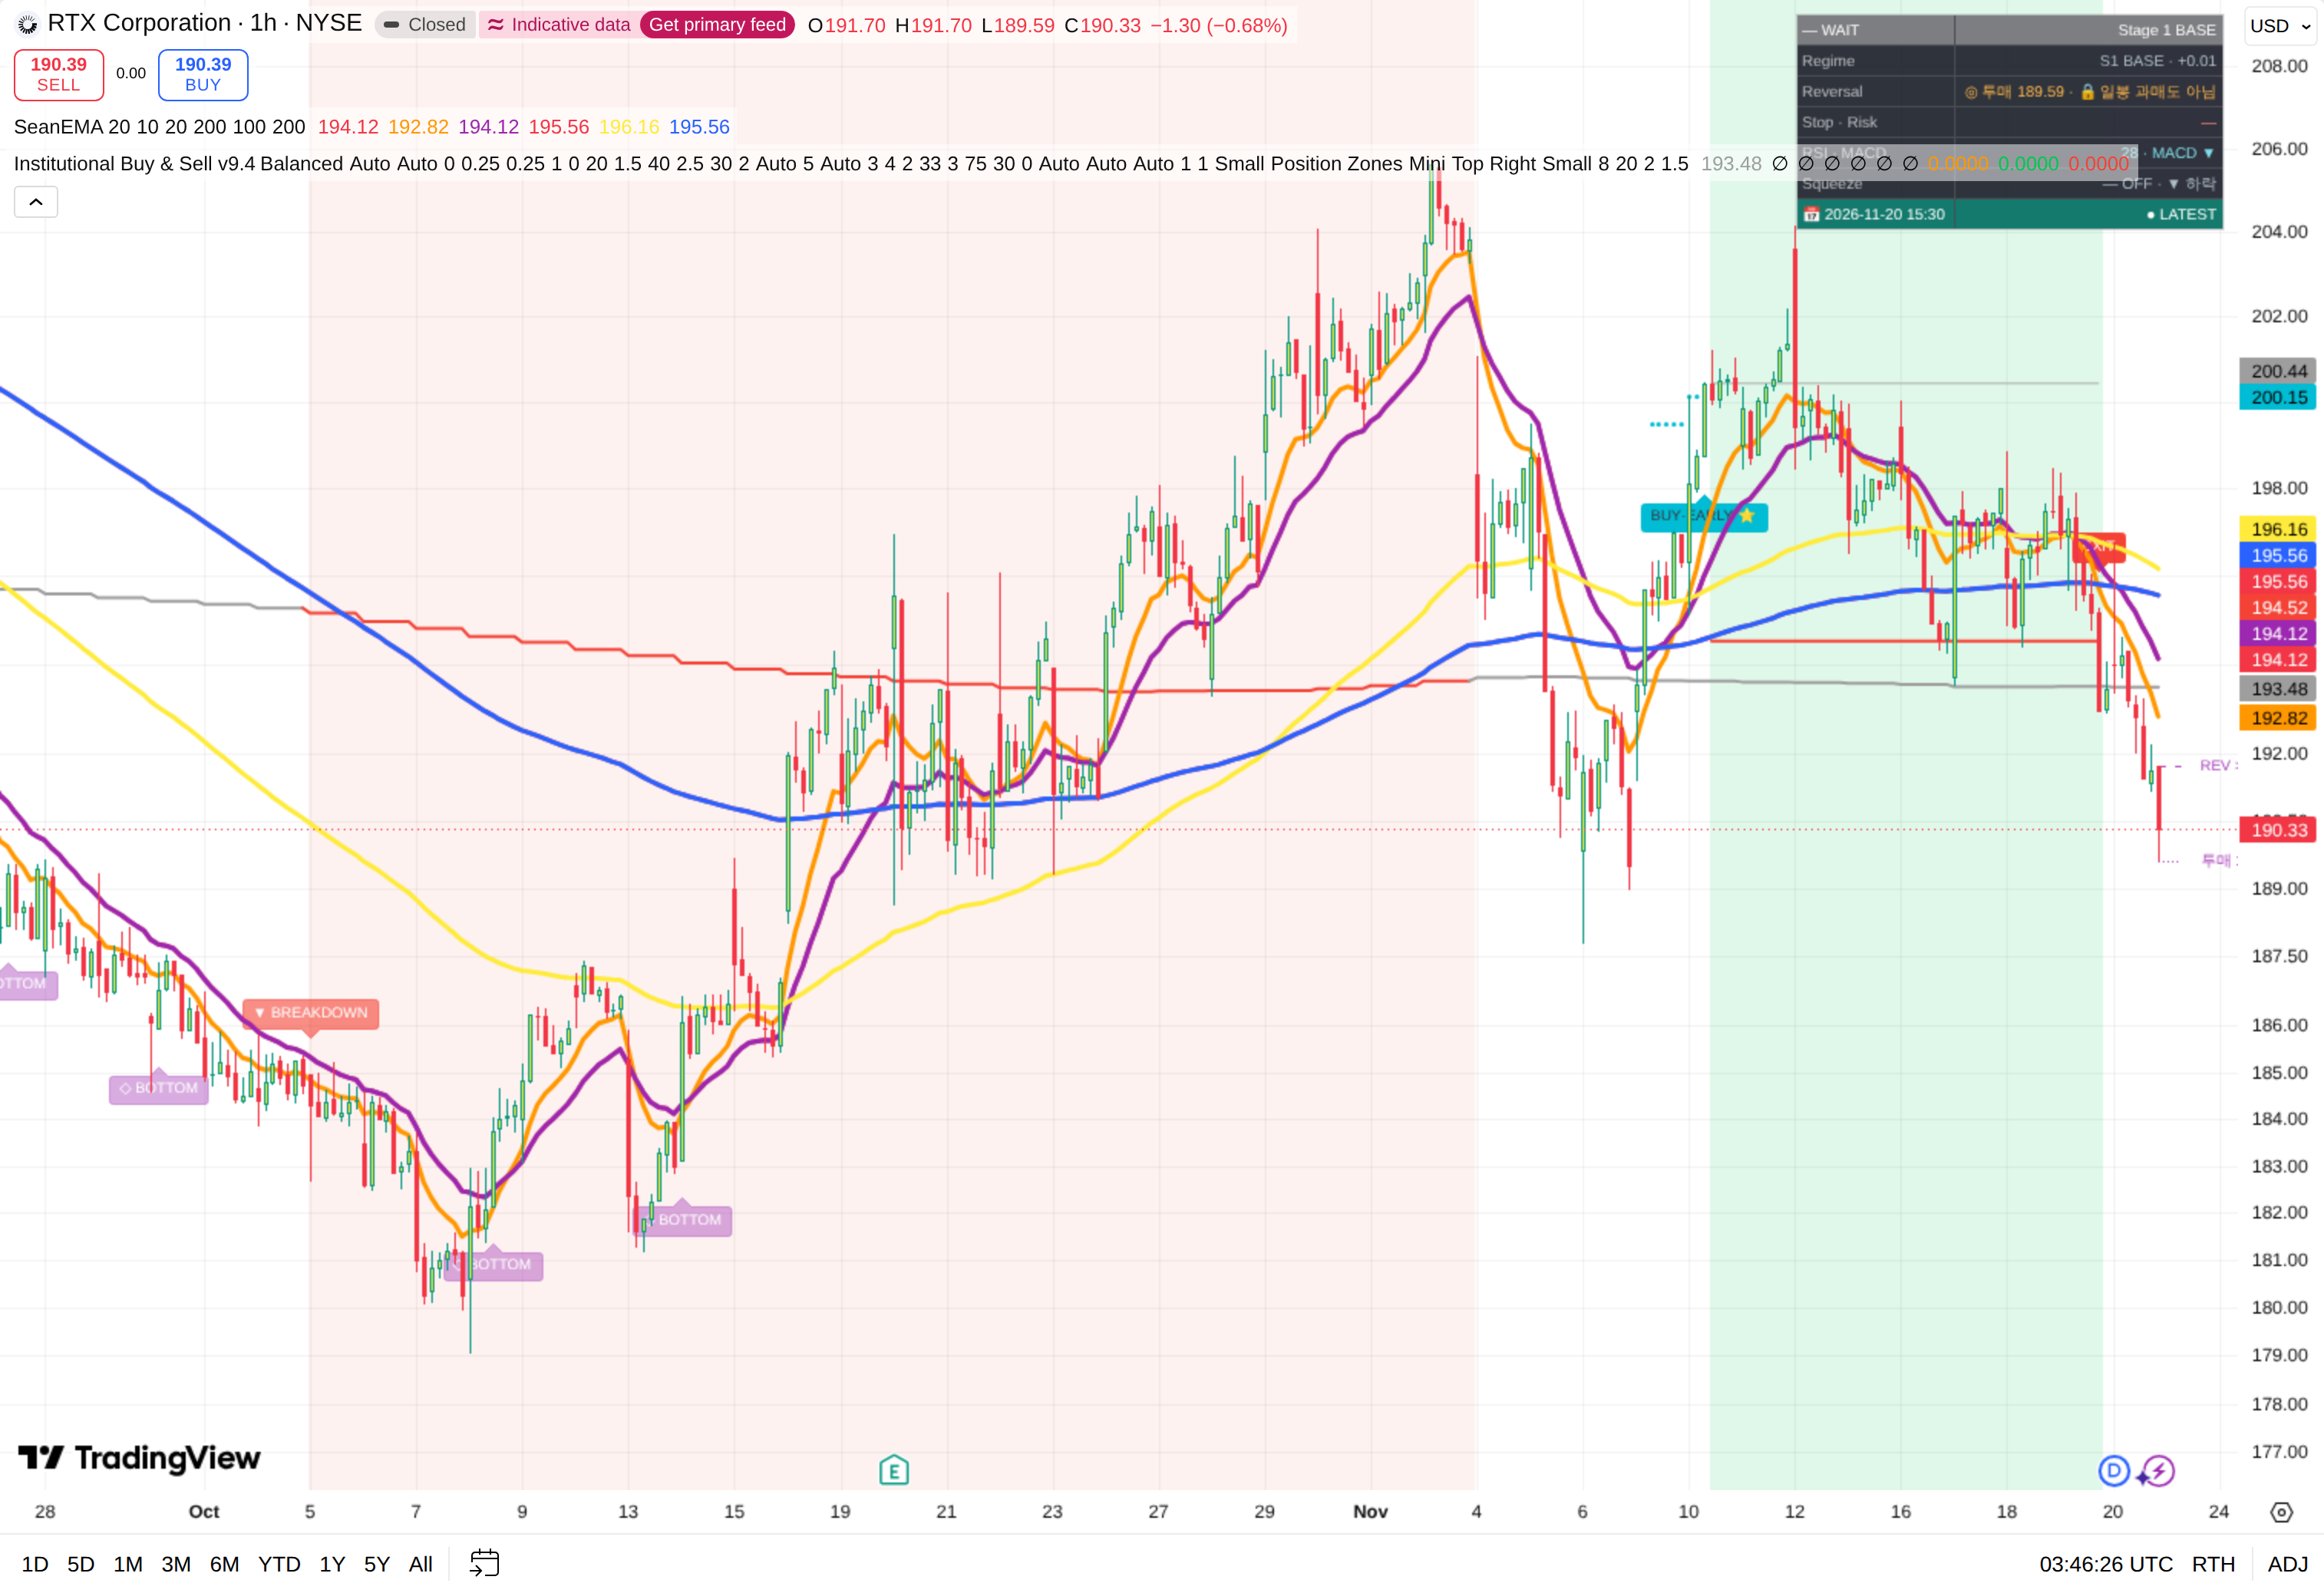 RTX Corporation · 1h · NYSE Closed Indicative data Get primary feed O191.70 H191.70 L189.59 C190.33 −1.30 (−0.68%)
190.39 SELL 0.00 190.39 BUY
SeanEMA 20 10 20 200 100 200 194.12 192.82 194.12 195.56 196.16 195.56
Institutional Buy & Sell v9.4 Balanced Auto Auto 0 0.25 0.25 1 0 20 1.5 40 2.5 30 2 Auto 5 Auto 3 4 2 33 3 75 30 0 Auto Auto Auto 1 1 Small Position Zones Mini Top Right Small 8 20 2 1.5 193.48 ∅ ∅ ∅ ∅ ∅ ∅ 0.0000 0.0000 0.0000
— WAIT Stage 1 BASE
Regime S1 BASE · +0.01
Reversal ◎ 투매 189.59 · 🔒 일봉 과매도 아님
Stop · Risk —
RSI · MACD 28 · MACD ▼
Squeeze — OFF · ▼ 하락
📅 2026-11-20 15:30 ● LATEST
USD
208.00
206.00
204.00
202.00
200.44
200.15
198.00
196.16
195.56
195.56
194.52
194.12
194.12
193.48
192.82
192.00
190.33
189.00
187.50
186.00
185.00
184.00
183.00
182.00
181.00
180.00
179.00
178.00
177.00
BUY-EARLY ⭐
REV :
투매 :
OTTOM
▼ BREAKDOWN
◇ BOTTOM
BOTTOM
BOTTOM
TradingView
E
D
28 Oct 5 7 9 13 15 19 21 23 27 29 Nov 4 6 10 12 16 18 20 24
1D 5D 1M 3M 6M YTD 1Y 5Y All
03:46:26 UTC RTH ADJ